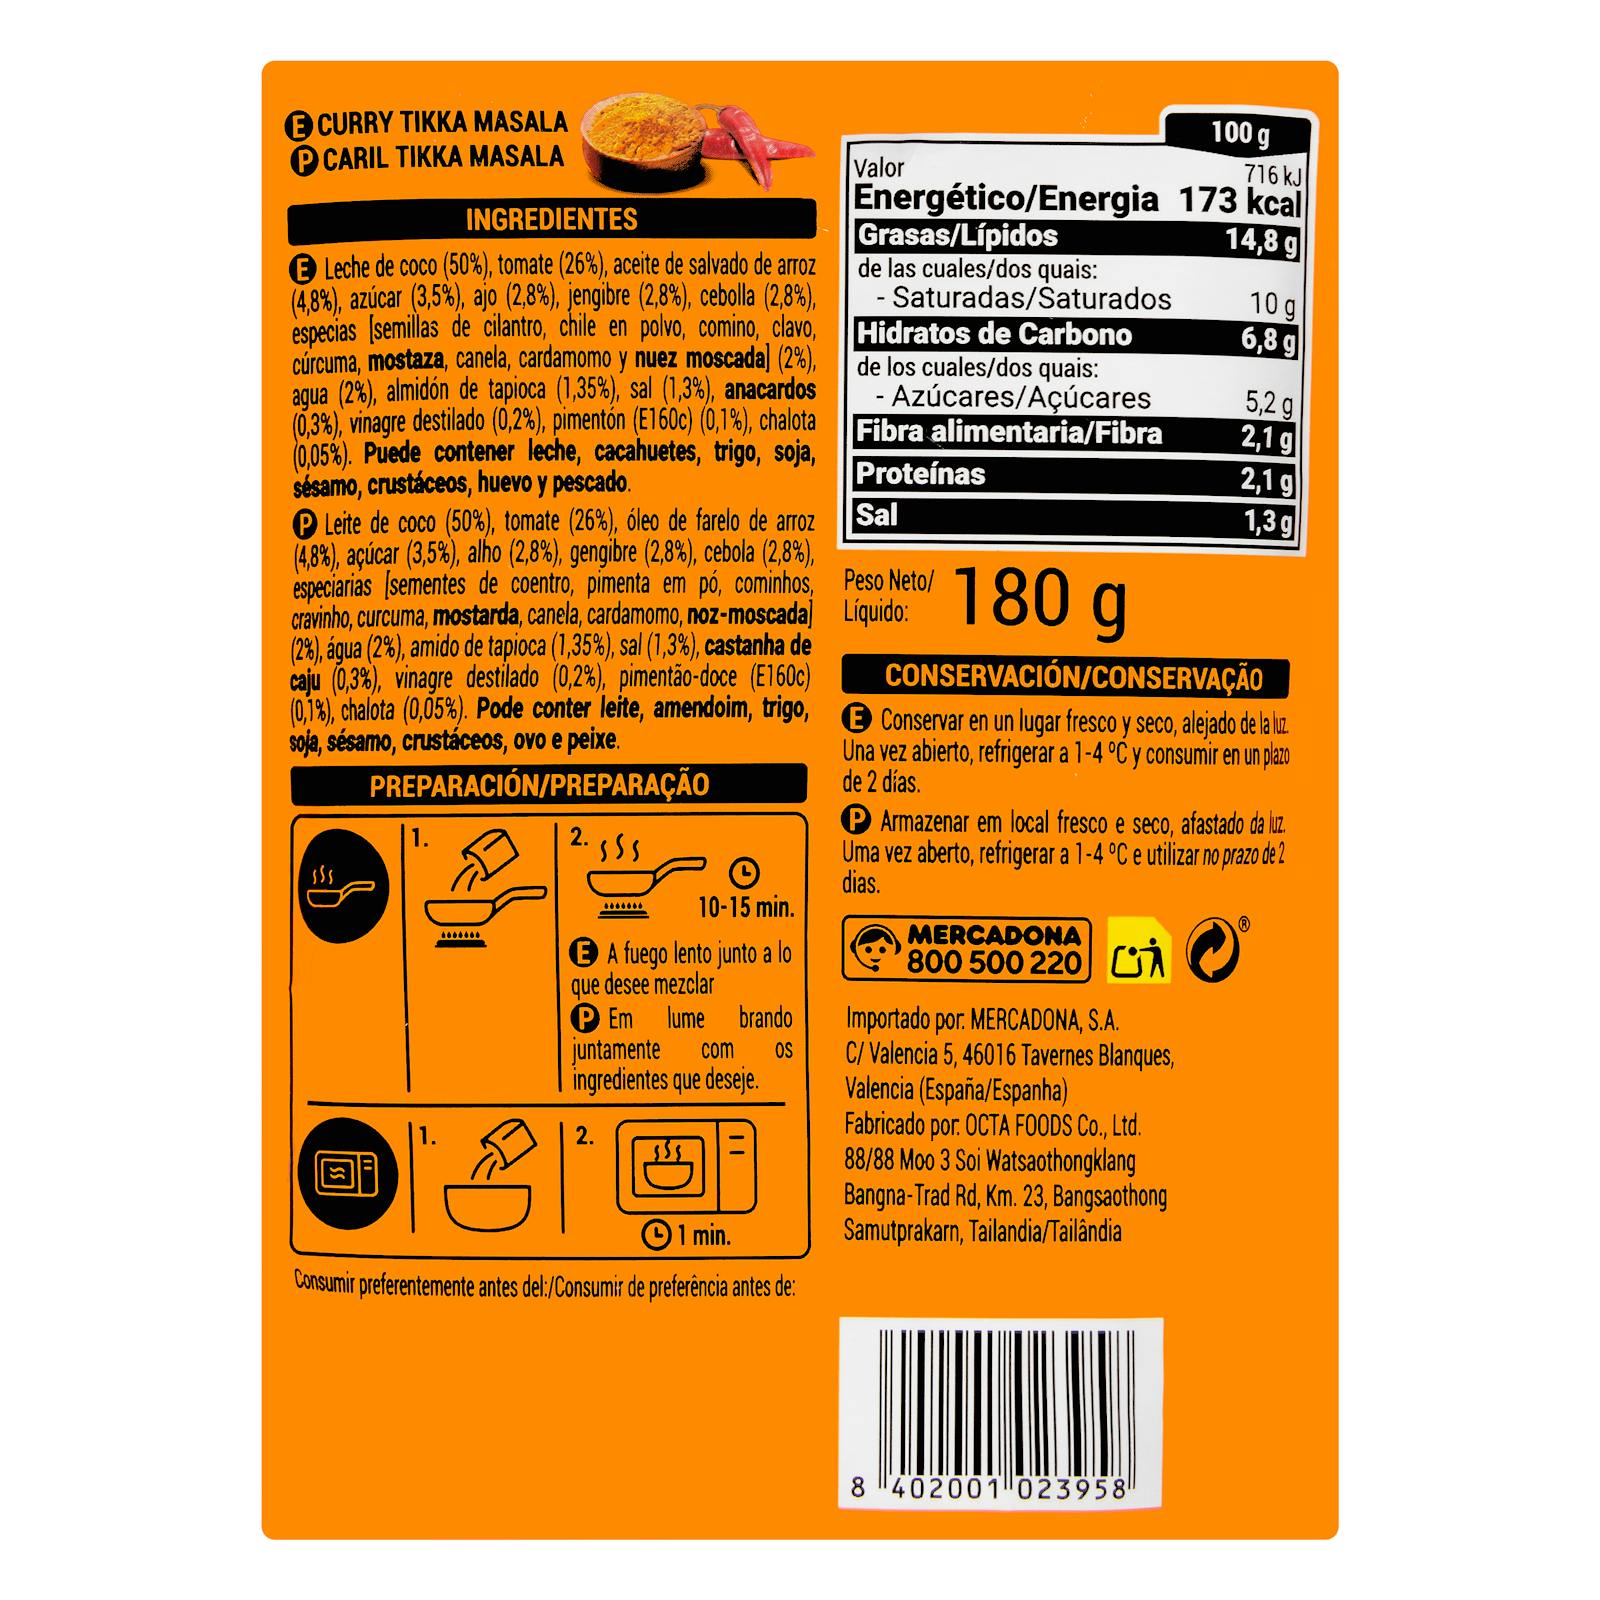 E CURRY TIKKA MASALA
P CARIL TIKKA MASALA
INGREDIENTES
E Leche de coco (50%), tomate (26%), aceite de salvado de arroz
(4,8%), azúcar (3,5%), ajo (2,8%), jengibre (2,8%), cebolla (2,8%),
especias [semillas de cilantro, chile en polvo, comino, clavo,
cúrcuma, mostaza, canela, cardamomo y nuez moscada] (2%),
agua (2%), almidón de tapioca (1,35%), sal (1,3%), anacardos
(0,3%), vinagre destilado (0,2%), pimentón (E160c) (0,1%), chalota
(0,05%). Puede contener leche, cacahuetes, trigo, soja,
sésamo, crustáceos, huevo y pescado.
P Leite de coco (50%), tomate (26%), óleo de farelo de arroz
(4,8%), açúcar (3,5%), alho (2,8%), gengibre (2,8%), cebola (2,8%),
especiarias [sementes de coentro, pimenta em pó, cominhos,
cravinho, curcuma, mostarda, canela, cardamomo, noz-moscada]
(2%), água (2%), amido de tapioca (1,35%), sal (1,3%), castanha de
caju (0,3%), vinagre destilado (0,2%), pimentão-doce (E160c)
(0,1%), chalota (0,05%). Pode conter leite, amendoim, trigo,
soja, sésamo, crustáceos, ovo e peixe.
PREPARACIÓN/PREPARAÇÃO
1.
2.
10-15 min.
E A fuego lento junto a lo
que desee mezclar
P Em lume brando
juntamente com os
ingredientes que deseje.
1.
2.
1 min.
Consumir preferentemente antes del:/Consumir de preferência antes de:
100 g
Valor 716 kJ
Energético/Energia 173 kcal
Grasas/Lípidos 14,8 g
de las cuales/dos quais:
- Saturadas/Saturados 10 g
Hidratos de Carbono 6,8 g
de los cuales/dos quais:
- Azúcares/Açúcares 5,2 g
Fibra alimentaria/Fibra 2,1 g
Proteínas 2,1 g
Sal 1,3 g
Peso Neto/
Líquido: 180 g
CONSERVACIÓN/CONSERVAÇÃO
E Conservar en un lugar fresco y seco, alejado de la luz.
Una vez abierto, refrigerar a 1-4 ºC y consumir en un plazo
de 2 días.
P Armazenar em local fresco e seco, afastado da luz.
Uma vez aberto, refrigerar a 1-4 ºC e utilizar no prazo de 2
dias.
MERCADONA
800 500 220
®
Importado por: MERCADONA, S.A.
C/ Valencia 5, 46016 Tavernes Blanques,
Valencia (España/Espanha)
Fabricado por: OCTA FOODS Co., Ltd.
88/88 Moo 3 Soi Watsaothongklang
Bangna-Trad Rd, Km. 23, Bangsaothong
Samutprakarn, Tailandia/Tailândia
8 402001 023958